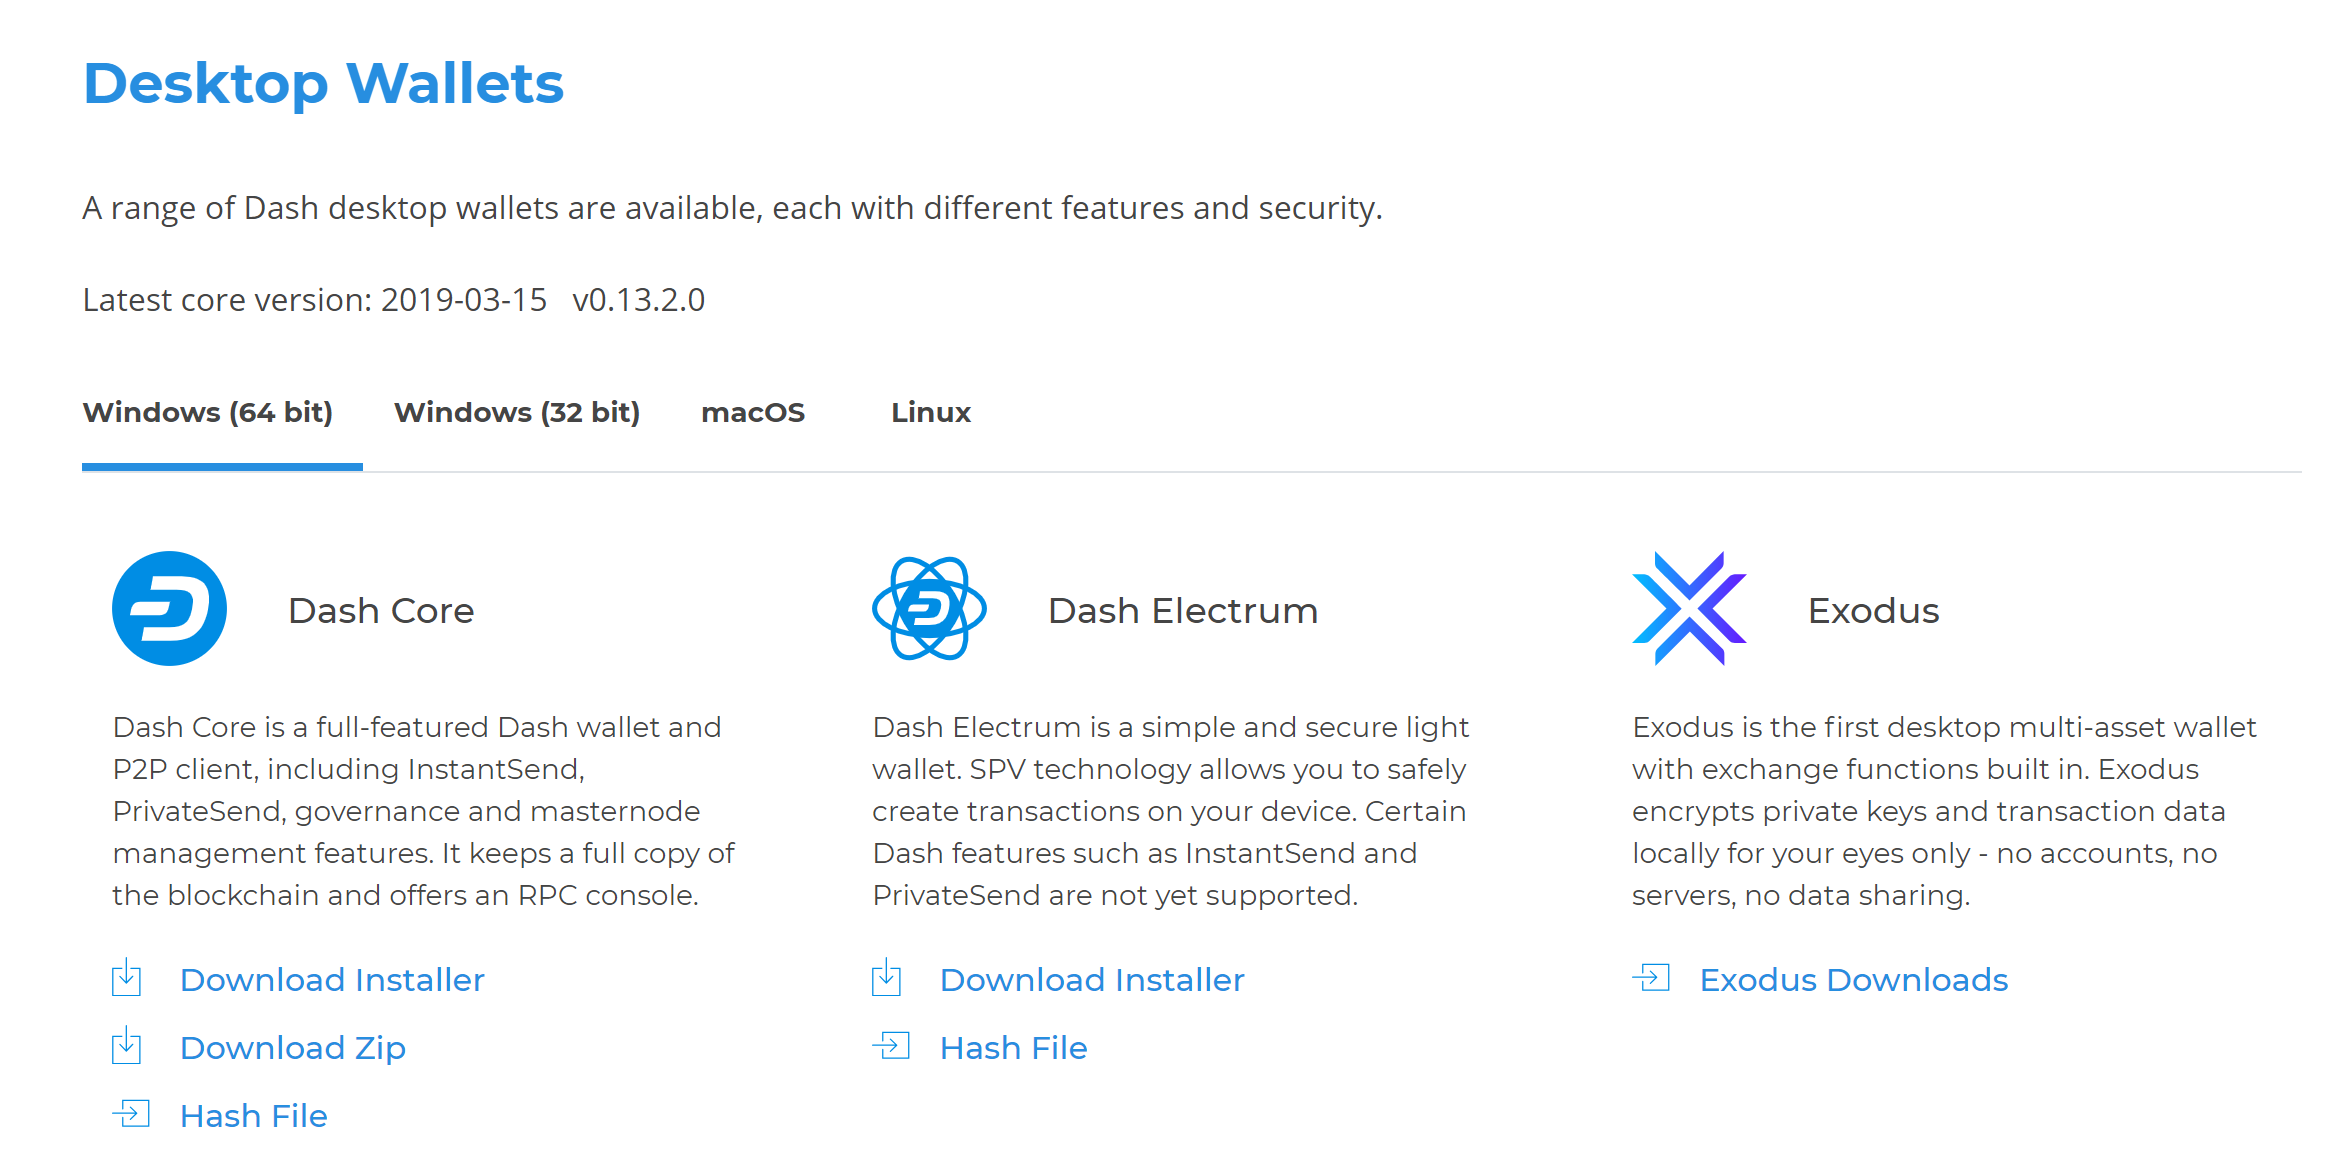 Desktop Wallets
A range of Dash desktop wallets are available, each with different features and security.
Latest core version: 2019-03-15 v0.13.2.0
Windows (64 bit)
Windows (32 bit)
macOS
Linux
Dash Core
Dash Core is a full-featured Dash wallet and
P2P client, including InstantSend,
PrivateSend, governance and masternode
management features. It keeps a full copy of
the blockchain and offers an RPC console.
Download Installer
Download Zip
Hash File
Dash Electrum
Dash Electrum is a simple and secure light
wallet. SPV technology allows you to safely
create transactions on your device. Certain
Dash features such as InstantSend and
PrivateSend are not yet supported.
Download Installer
Hash File
Exodus
Exodus is the first desktop multi-asset wallet
with exchange functions built in. Exodus
encrypts private keys and transaction data
locally for your eyes only - no accounts, no
servers, no data sharing.
Exodus Downloads